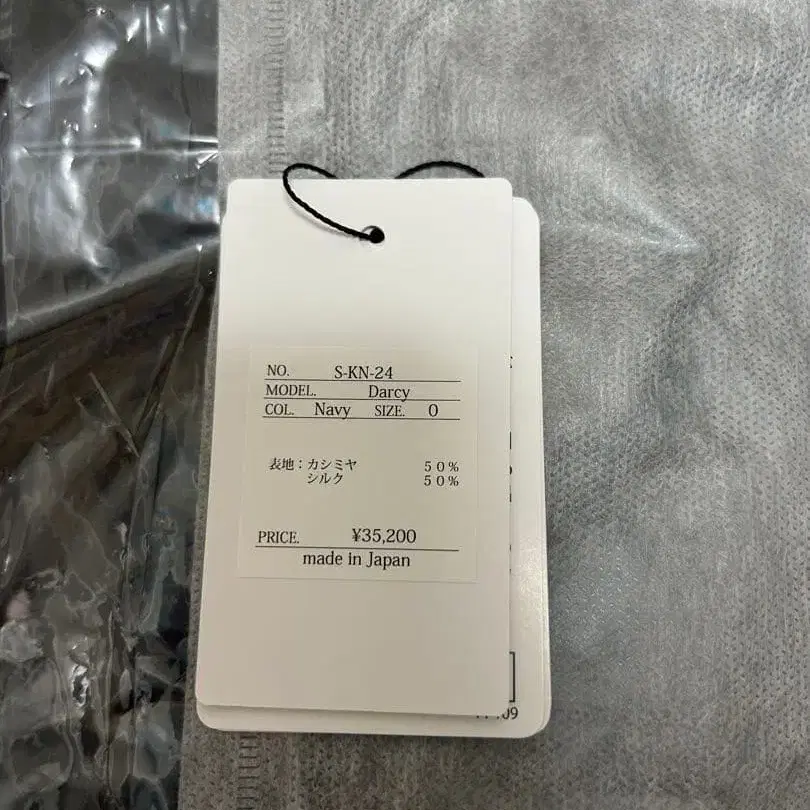 NO. S-KN-24
MODEL. Darcy
COL. Navy SIZE. 0
表地：カシミヤ ５０％
シルク ５０％
PRICE. ¥35,200
made in Japan